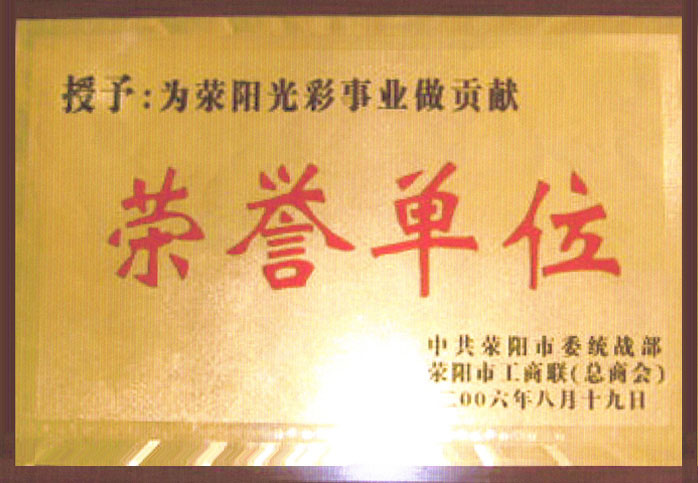 授予:为荥阳光彩事业做贡献
荣誉单位
中共荥阳市委统战部
荥阳市工商联(总商会)
二00六年八月十九日